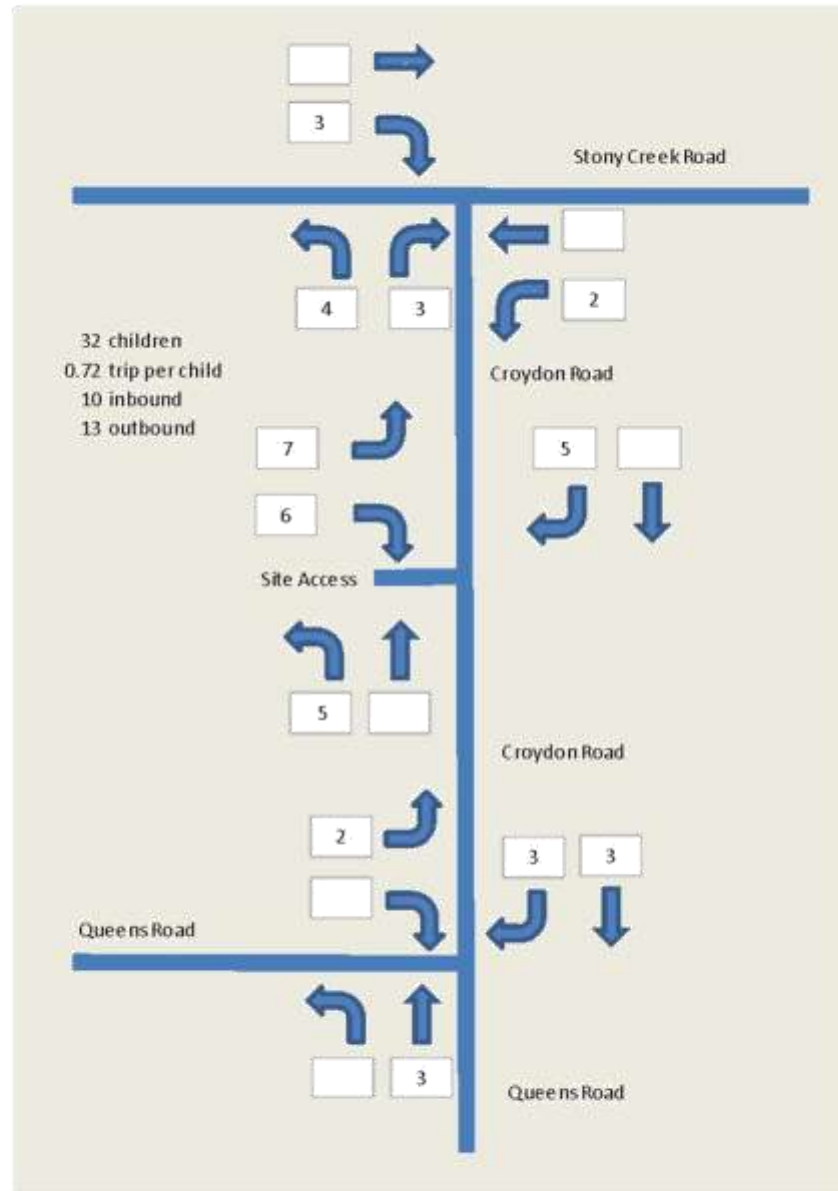 3
Stony Creek Road
4 3
2
32 children
0.72 trip per child
10 inbound
13 outbound
Croydon Road
7
5
6
Site Access
5
Croydon Road
2
3 3
Queens Road
3
Queens Road